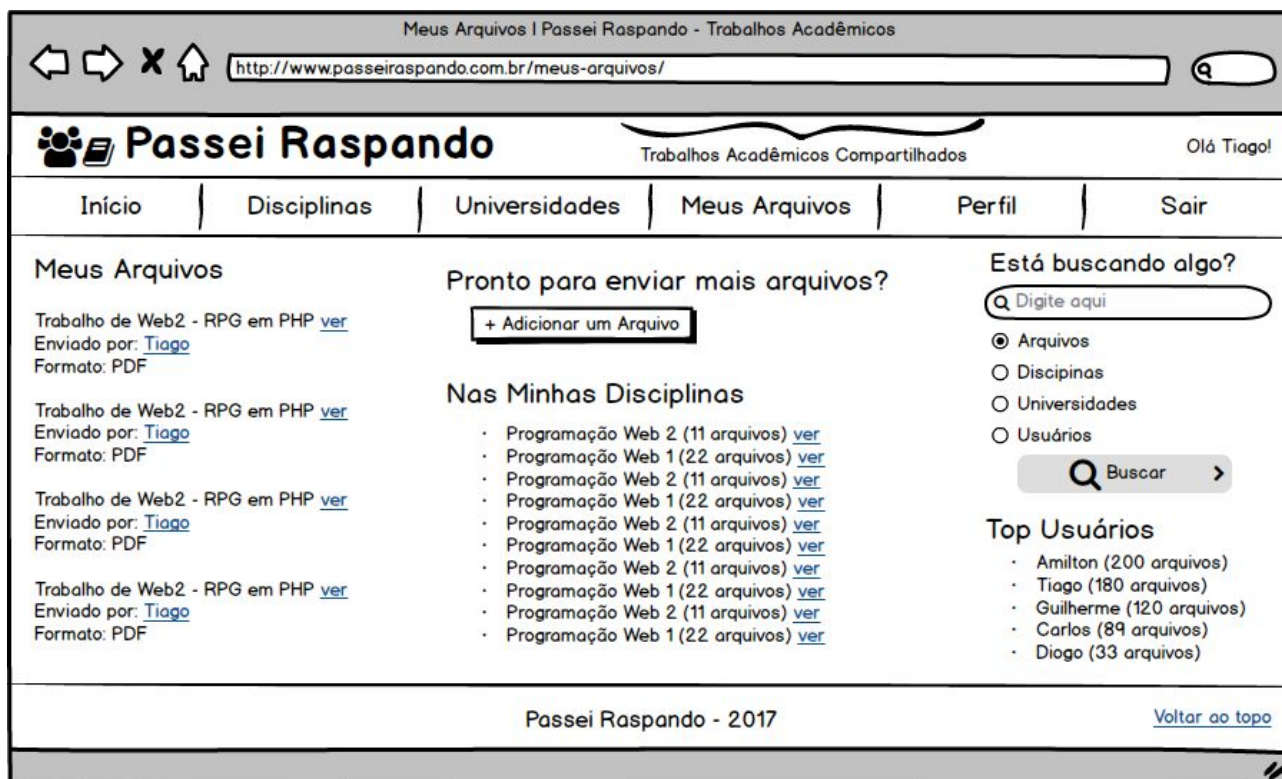 Meus Arquivos | Passei Raspando - Trabalhos Acadêmicos
http://www.passeiraspando.com.br/meus-arquivos/
Passei Raspando
Trabalhos Acadêmicos Compartilhados
Olá Tiago!
Início
Disciplinas
Universidades
Meus Arquivos
Perfil
Sair
Meus Arquivos
Trabalho de Web2 - RPG em PHP ver
Enviado por: Tiago
Formato: PDF
Trabalho de Web2 - RPG em PHP ver
Enviado por: Tiago
Formato: PDF
Trabalho de Web2 - RPG em PHP ver
Enviado por: Tiago
Formato: PDF
Trabalho de Web2 - RPG em PHP ver
Enviado por: Tiago
Formato: PDF
Pronto para enviar mais arquivos?
+ Adicionar um Arquivo
Nas Minhas Disciplinas
· Programação Web 2 (11 arquivos) ver
· Programação Web 1 (22 arquivos) ver
· Programação Web 2 (11 arquivos) ver
· Programação Web 1 (22 arquivos) ver
· Programação Web 2 (11 arquivos) ver
· Programação Web 1 (22 arquivos) ver
· Programação Web 2 (11 arquivos) ver
· Programação Web 1 (22 arquivos) ver
· Programação Web 2 (11 arquivos) ver
· Programação Web 1 (22 arquivos) ver
Está buscando algo?
Digite aqui
Arquivos
Discipinas
Universidades
Usuários
Buscar
Top Usuários
· Amilton (200 arquivos)
· Tiago (180 arquivos)
· Guilherme (120 arquivos)
· Carlos (89 arquivos)
· Diogo (33 arquivos)
Passei Raspando - 2017
Voltar ao topo